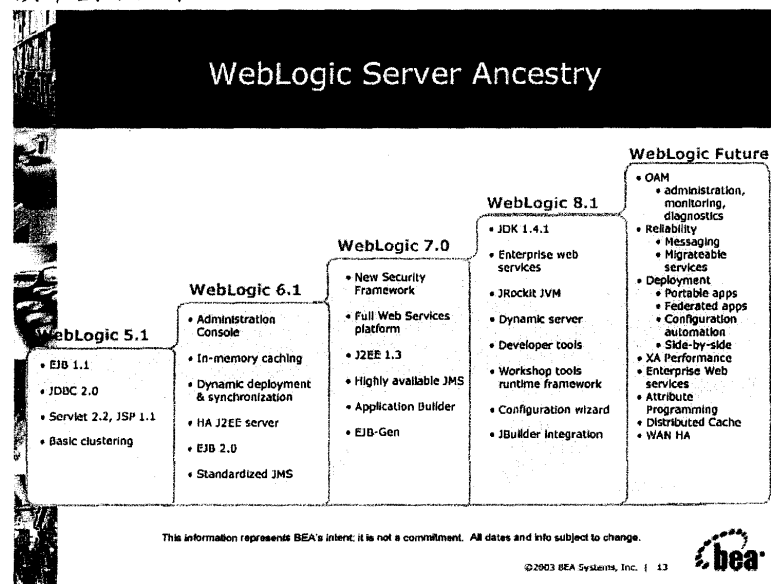 WebLogic Server Ancestry
WebLogic 5.1
• EJB 1.1
• JDBC 2.0
• Servlet 2.2, JSP 1.1
• Basic clustering
WebLogic 6.1
• Administration
Console
• In-memory caching
• Dynamic deployment
& synchronization
• HA J2EE server
• EJB 2.0
• Standardized JMS
WebLogic 7.0
• New Security
Framework
• Full Web Services
platform
• J2EE 1.3
• Highly available JMS
• Application Builder
• EJB-Gen
WebLogic 8.1
• JDK 1.4.1
• Enterprise web
services
• JRockit JVM
• Dynamic server
• Developer tools
• Workshop tools
runtime framework
• Configuration wizard
• JBuilder Integration
WebLogic Future
• OAM
• administration,
monitoring,
diagnostics
• Reliability
• Messaging
• Migrateable
services
• Deployment
• Portable apps
• Federated apps
• Configuration
automation
• Side-by-side
• XA Performance
• Enterprise Web
services
• Attribute
Programming
• Distributed Cache
• WAN HA
This information represents BEA's intent; it is not a commitment. All dates and info subject to change.
©2003 BEA Systems, Inc. | 13
bea